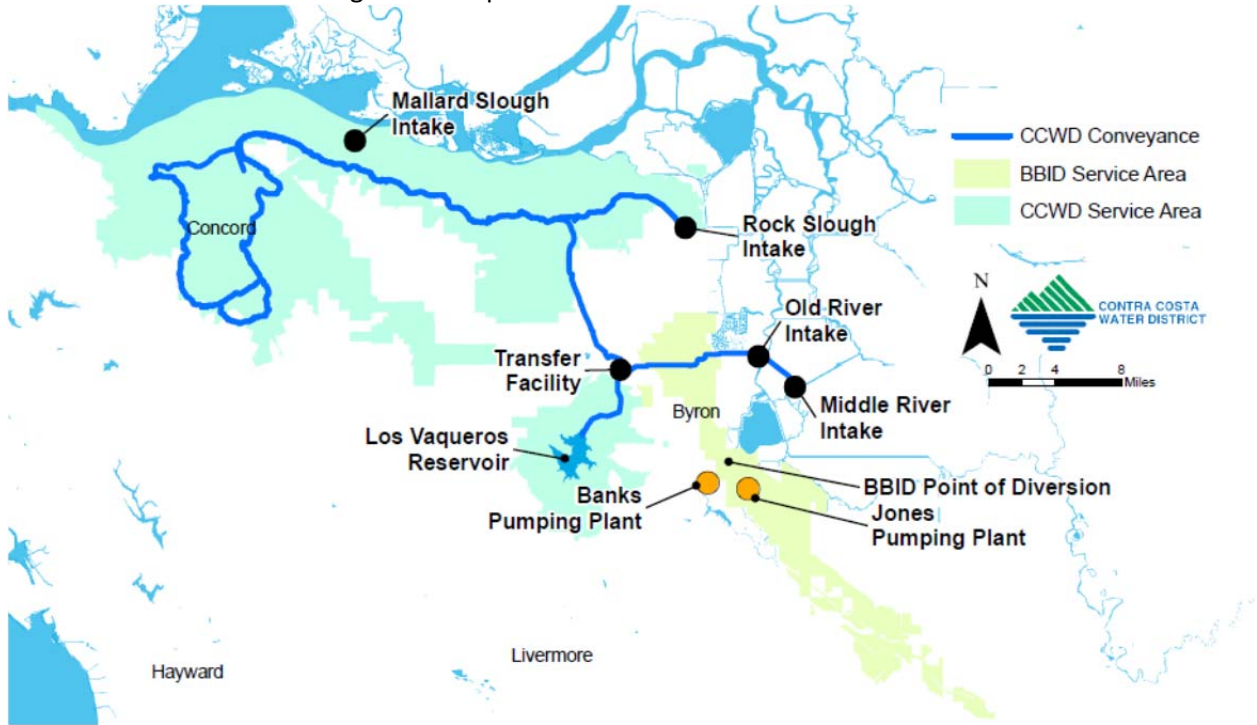 Mallard Slough
Intake
CCWD Conveyance
BBID Service Area
CCWD Service Area
Concord
Rock Slough
Intake
N
CONTRA COSTA
WATER DISTRICT
Old River
Intake
Transfer
Facility
0 2 4 8
Miles
Byron
Middle River
Intake
Los Vaqueros
Reservoir
Banks
Pumping Plant
BBID Point of Diversion
Jones
Pumping Plant
Hayward
Livermore